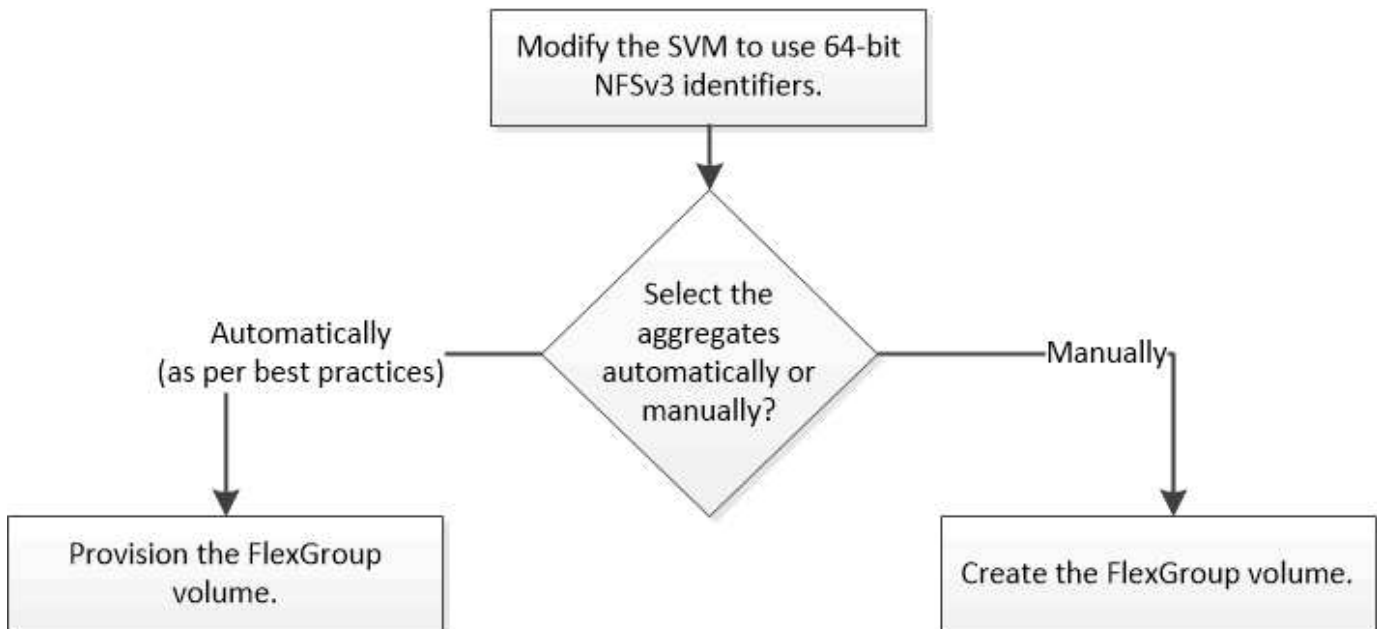 Modify the SVM to use 64-bit
NFSv3 identifiers.
Select the
aggregates
automatically or
manually?
Automatically
(as per best practices)
Manually
Provision the FlexGroup
volume.
Create the FlexGroup volume.